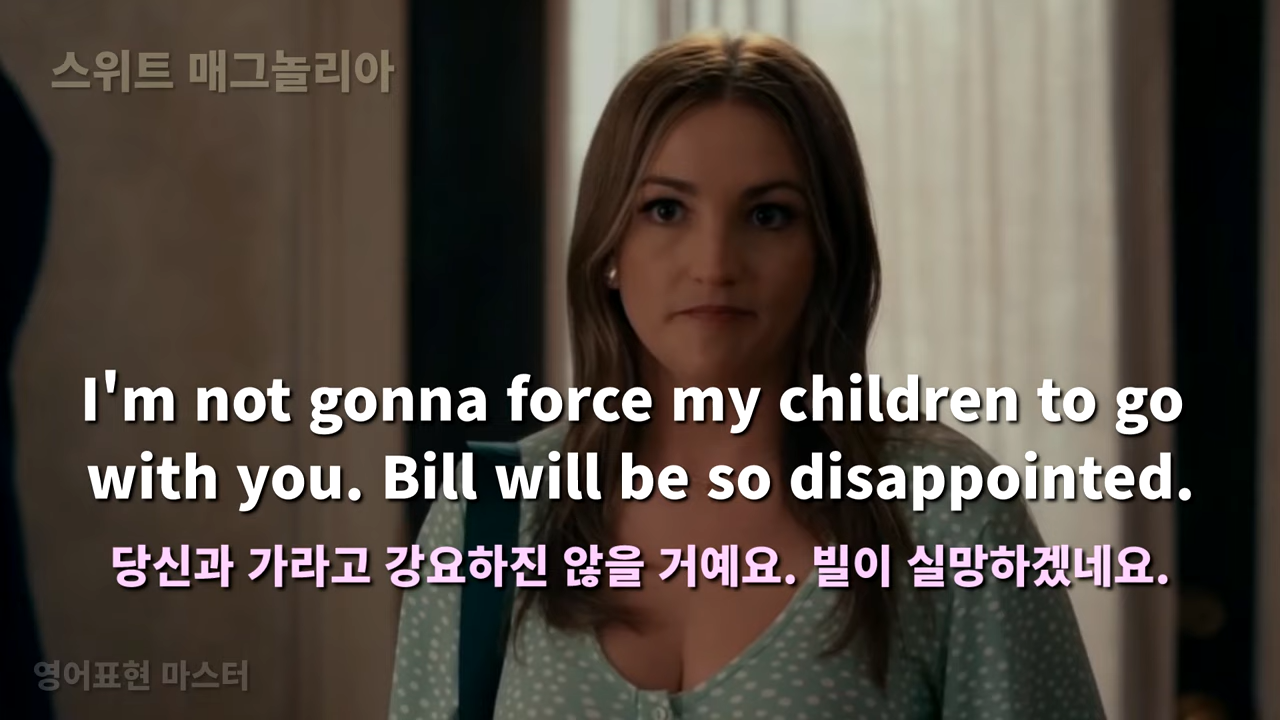 스위트 매그놀리아
I'm not gonna force my children to go
with you. Bill will be so disappointed.
당신과 가라고 강요하진 않을 거예요. 빌이 실망하겠네요.
영어표현 마스터